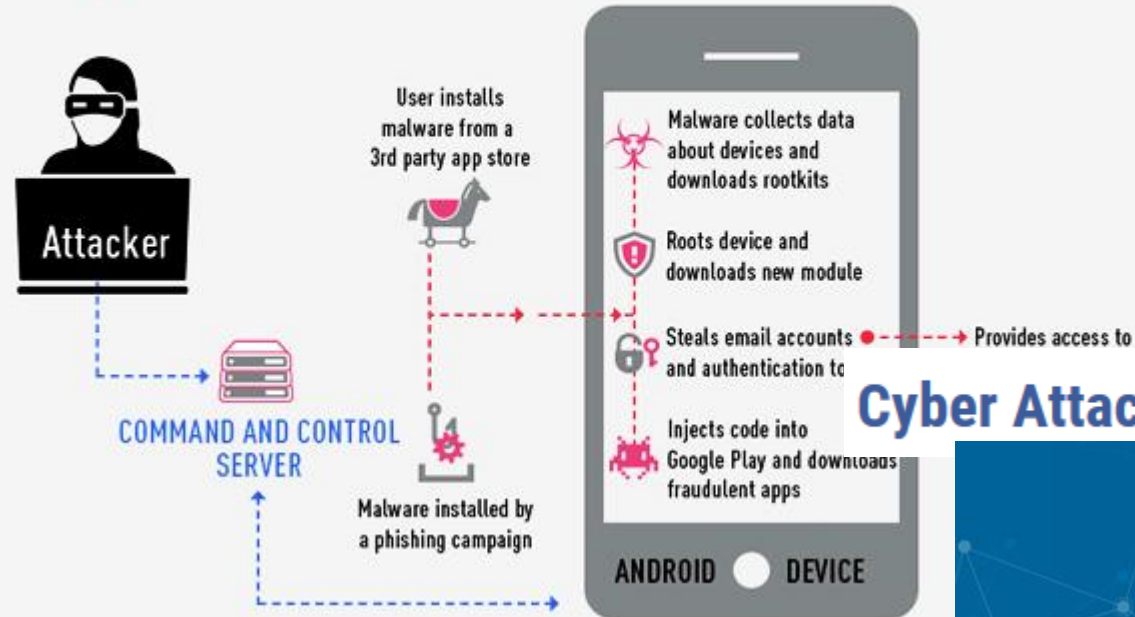 Attacker
COMMAND AND CONTROL
SERVER
User installs
malware from a
3rd party app store
Malware installed by
a phishing campaign
Malware collects data
about devices and
downloads rootkits
Roots device and
downloads new module
Steals email accounts
and authentication
Provides access to
Injects code into
Google Play and downloads
fraudulent apps
ANDROID DEVICE
Cyber